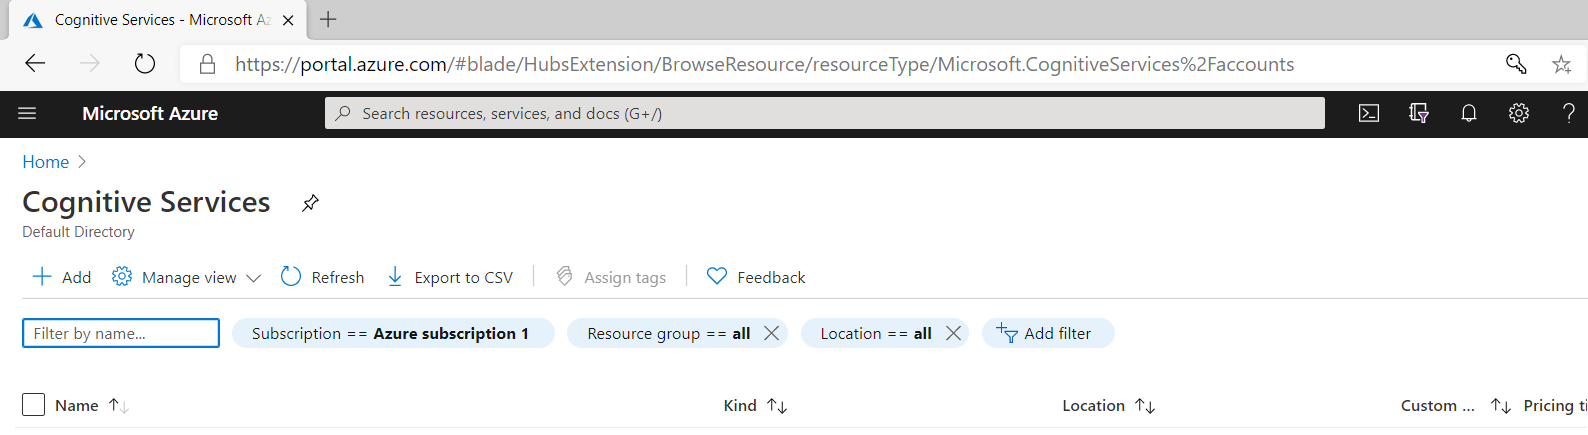 Cognitive Services - Microsoft Az
https://portal.azure.com/#blade/HubsExtension/BrowseResource/resourceType/Microsoft.CognitiveServices%2Faccounts
Microsoft Azure Search resources, services, and docs (G+/) ?
Home >
Cognitive Services
Default Directory
+ Add Manage view Refresh Export to CSV Assign tags Feedback
Filter by name... Subscription == Azure subscription 1 Resource group == all Location == all Add filter
Name Kind Location Custom ... Pricing ti